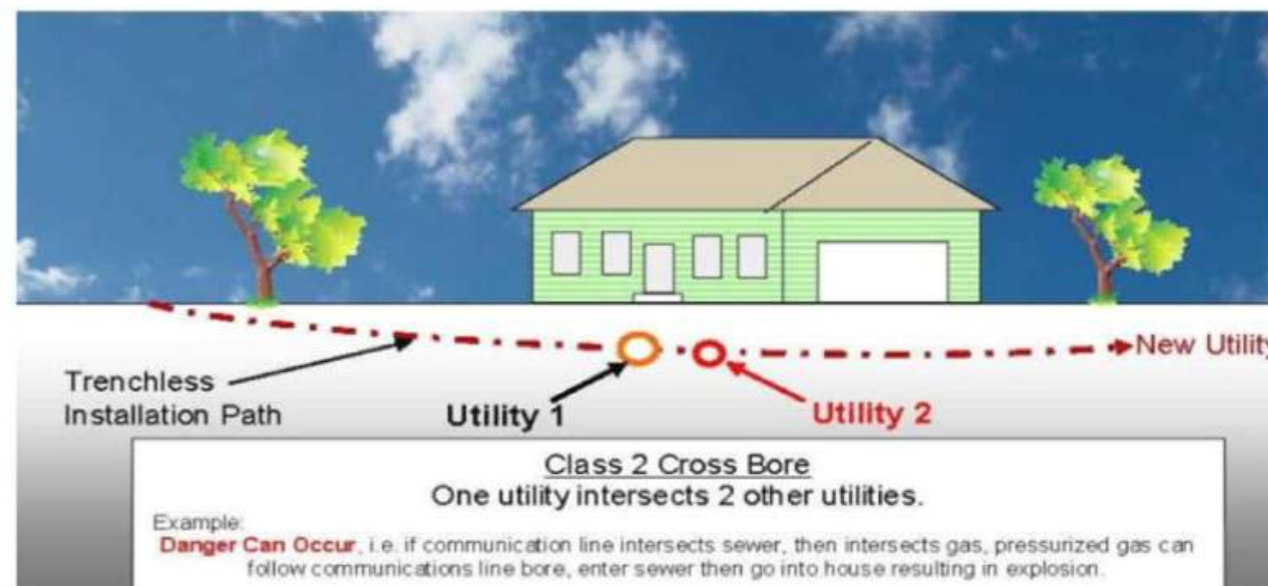 New Utility
Trenchless
Installation Path
Utility 1
Utility 2
Class 2 Cross Bore
One utility intersects 2 other utilities.
Example:
Danger Can Occur, i.e. if communication line intersects sewer, then intersects gas, pressurized gas can
follow communications line bore, enter sewer then go into house resulting in explosion.